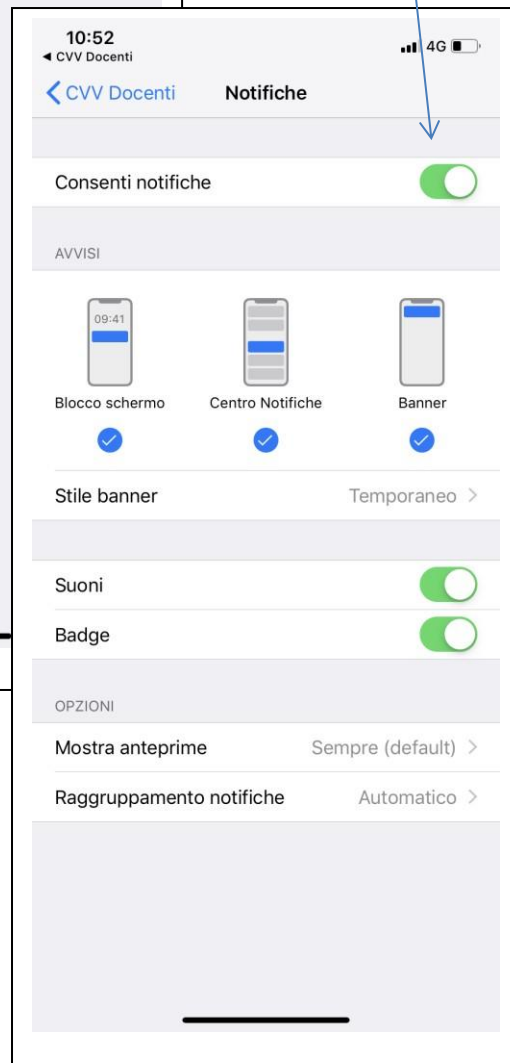 10:52
4G
◀ CVV Docenti
CVV Docenti
Notifiche
Consenti notifiche
AVVISI
09:41
Blocco schermo
Centro Notifiche
Banner
Stile banner
Temporaneo
Suoni
Badge
OPZIONI
Mostra anteprime
Sempre (default)
Raggruppamento notifiche
Automatico